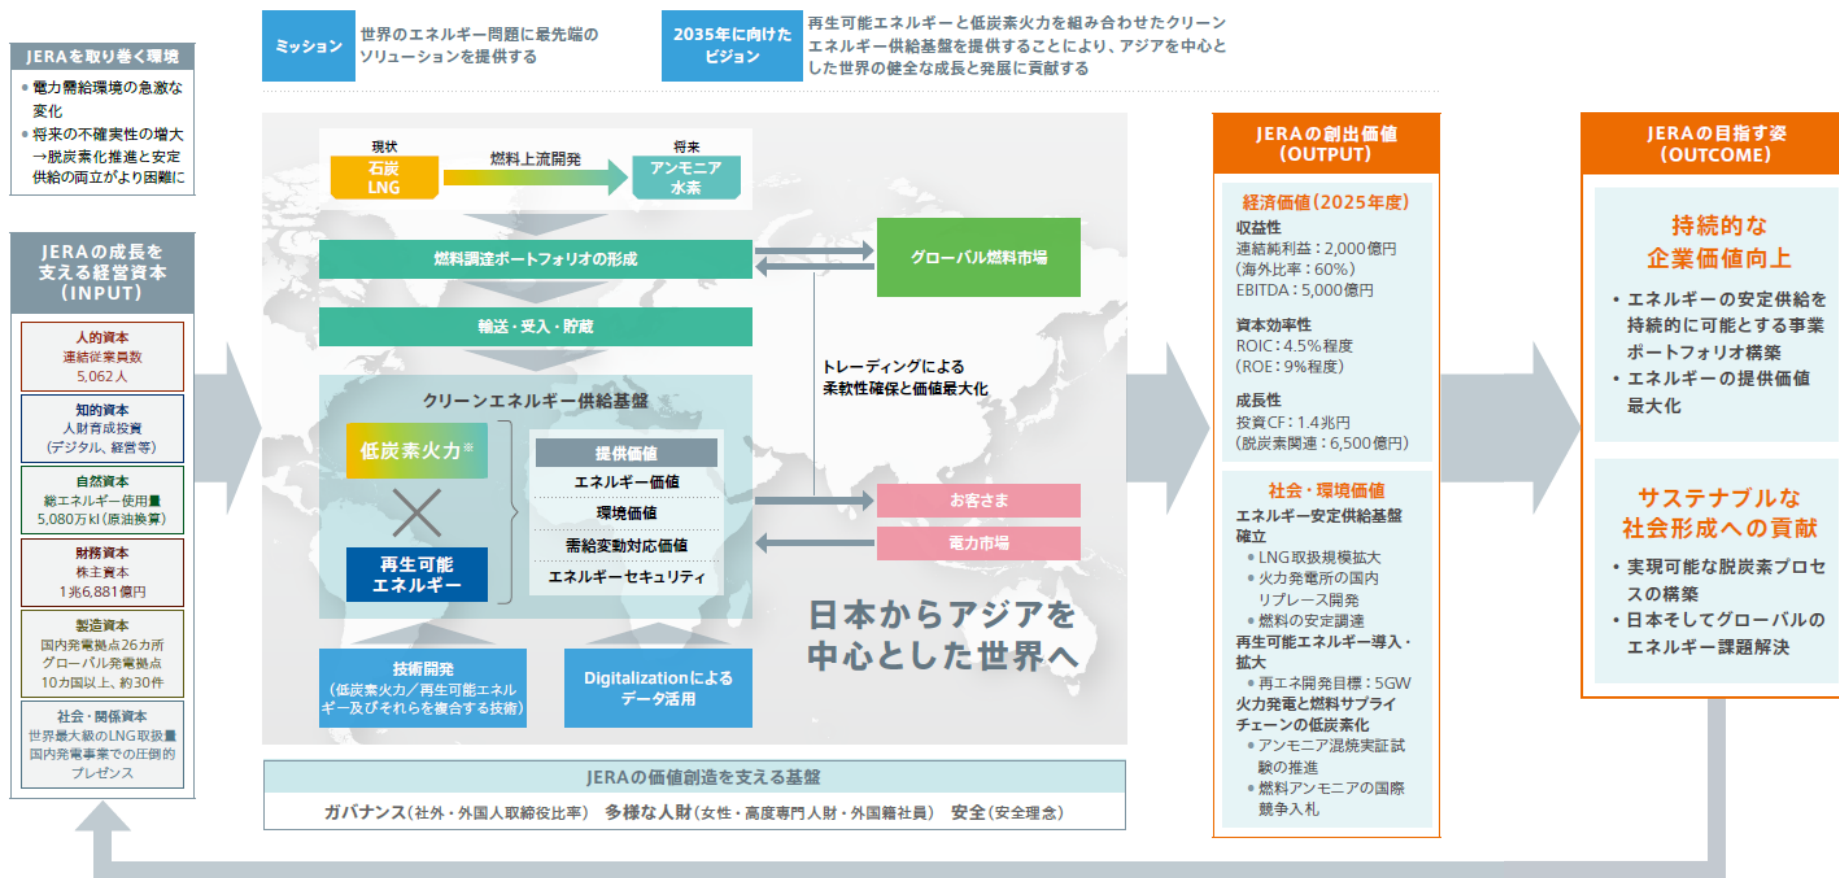 ミッション
世界のエネルギー問題に最先端の
ソリューションを提供する
2035年に向けた
ビジョン
再生可能エネルギーと低炭素火力を組み合わせたクリーン
エネルギー供給基盤を提供することにより、アジアを中心と
した世界の健全な成長と発展に貢献する
JERAを取り巻く環境
● 電力需給環境の急激な
変化
● 将来の不確実性の増大
→脱炭素化推進と安定
供給の両立がより困難に
JERAの成長を
支える経営資本
(INPUT)
人的資本
連結従業員数
5,062人
知的資本
人財育成投資
(デジタル、経営等)
自然資本
総エネルギー使用量
5,080万kl(原油換算)
財務資本
株主資本
1兆6,881億円
製造資本
国内発電拠点26カ所
グローバル発電拠点
10カ国以上、約30件
社会・関係資本
世界最大級のLNG取扱量
国内発電事業での圧倒的
プレゼンス
現状
石炭
LNG
燃料上流開発
将来
アンモニア
水素
燃料調達ポートフォリオの形成
グローバル燃料市場
輸送・受入・貯蔵
トレーディングによる
柔軟性確保と価値最大化
クリーンエネルギー供給基盤
低炭素火力※
再生可能
エネルギー
提供価値
エネルギー価値
環境価値
需給変動対応価値
エネルギーセキュリティ
お客さま
電力市場
日本からアジアを
中心とした世界へ
技術開発
(低炭素火力／再生可能エネル
ギー及びそれらを複合する技術)
Digitalizationによる
データ活用
JERAの価値創造を支える基盤
ガバナンス(社外・外国人取締役比率) 多様な人財(女性・高度専門人財・外国籍社員) 安全(安全理念)
JERAの創出価値
(OUTPUT)
経済価値(2025年度)
収益性
連結純利益：2,000億円
(海外比率：60%)
EBITDA：5,000億円
資本効率性
ROIC：4.5%程度
(ROE：9%程度)
成長性
投資CF：1.4兆円
(脱炭素関連：6,500億円)
社会・環境価値
エネルギー安定供給基盤
確立
● LNG取扱規模拡大
● 火力発電所の国内
リプレース開発
● 燃料の安定調達
再生可能エネルギー導入・
拡大
● 再エネ開発目標：5GW
火力発電と燃料サプライ
チェーンの低炭素化
● アンモニア混焼実証試
験の推進
● 燃料アンモニアの国際
競争入札
JERAの目指す姿
(OUTCOME)
持続的な
企業価値向上
• エネルギーの安定供給を
持続的に可能とする事業
ポートフォリオ構築
• エネルギーの提供価値
最大化
サステナブルな
社会形成への貢献
• 実現可能な脱炭素プロセ
スの構築
• 日本そしてグローバルの
エネルギー課題解決